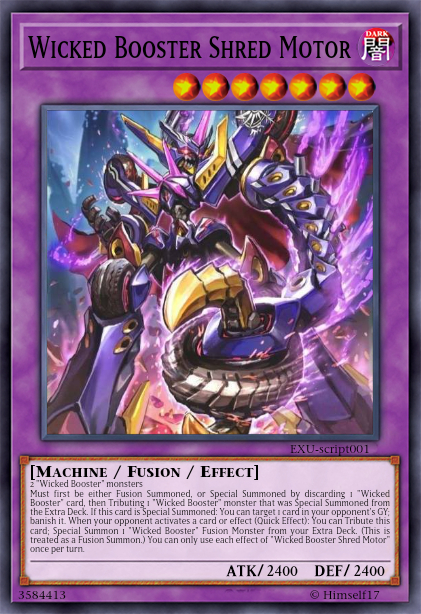 WICKED BOOSTER SHRED MOTOR
DARK
闇
EXU-script001
[MACHINE / FUSION / EFFECT]
2 "Wicked Booster" monsters
Must first be either Fusion Summoned, or Special Summoned by discarding 1 "Wicked
Booster" card, then Tributing 1 "Wicked Booster" monster that was Special Summoned from
the Extra Deck. If this card is Special Summoned: You can target 1 card in your opponent's GY;
banish it. When your opponent activates a card or effect (Quick Effect): You can Tribute this
card; Special Summon 1 "Wicked Booster" Fusion Monster from your Extra Deck. (This is
treated as a Fusion Summon.) You can only use each effect of "Wicked Booster Shred Motor"
once per turn.
ATK/ 2400 DEF/ 2400
3584413 © Himself17